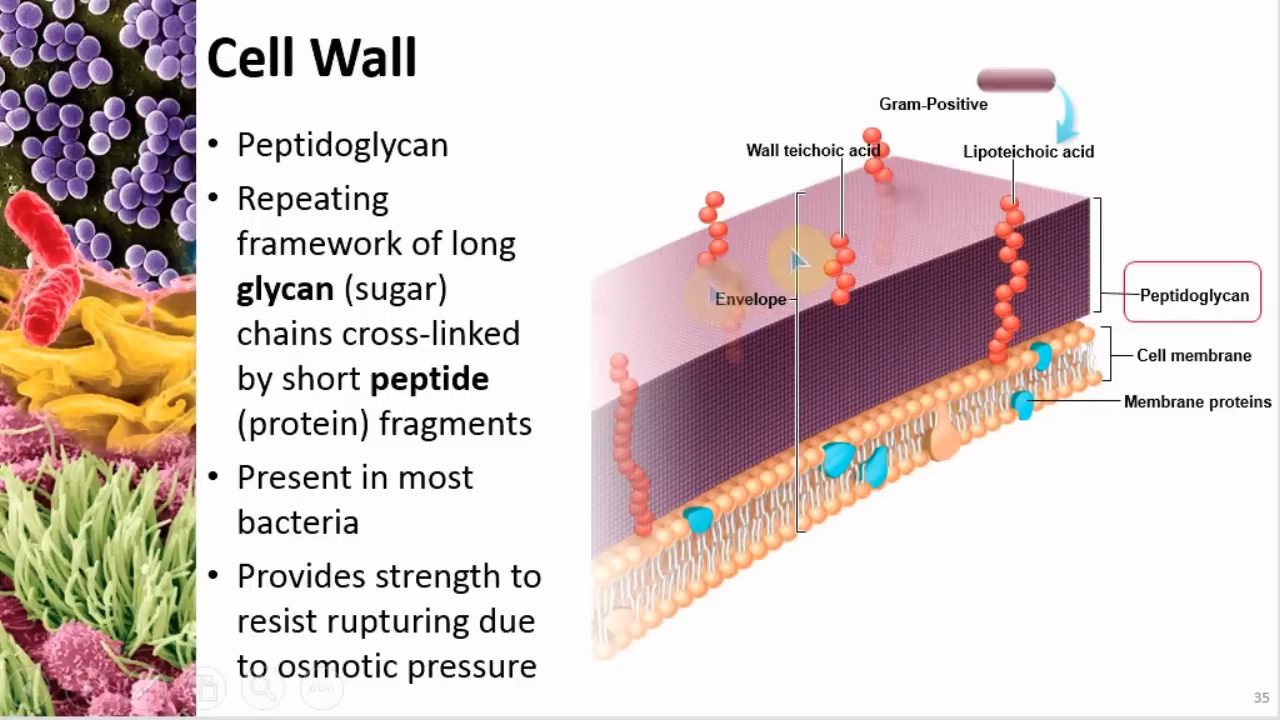 Cell Wall
• Peptidoglycan
• Repeating
framework of long
glycan (sugar)
chains cross-linked
by short peptide
(protein) fragments
• Present in most
bacteria
• Provides strength to
resist rupturing due
to osmotic pressure
Gram-Positive
Wall teichoic acid
Lipoteichoic acid
Envelope
Peptidoglycan
Cell membrane
Membrane proteins
35